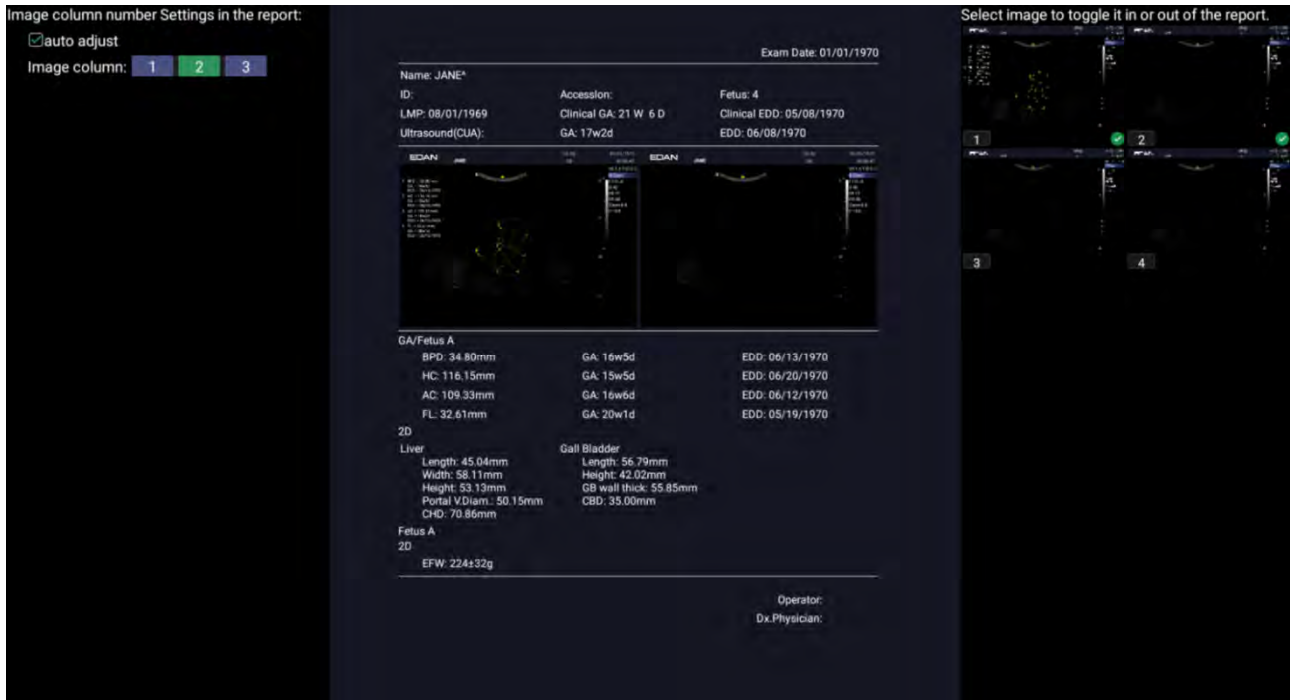 Image column number Settings in the report:
auto adjust
Image column: 1 2 3
Exam Date: 01/01/1970
Name: JANE^
ID: Accession: Fetus: 4
LMP: 08/01/1969 Clinical GA: 21 W 6 D Clinical EDD: 05/08/1970
Ultrasound(CUA): GA: 17w2d EDD: 06/08/1970
EDAN EDAN
GA/Fetus A
BPD: 34.80mm GA: 16w5d EDD: 06/13/1970
HC: 116.15mm GA: 15w5d EDD: 06/20/1970
AC: 109.33mm GA: 16w6d EDD: 06/12/1970
FL: 32.61mm GA: 20w1d EDD: 05/19/1970
2D
Liver Gall Bladder
Length: 45.04mm Length: 56.79mm
Width: 58.11mm Height: 42.02mm
Height: 53.13mm GB wall thick: 55.85mm
Portal V.Diam.: 50.15mm CBD: 35.00mm
CHD: 70.86mm
Fetus A
2D
EFW: 224±32g
Operator:
Dx.Physician:
Select image to toggle it in or out of the report.
1 2
3 4